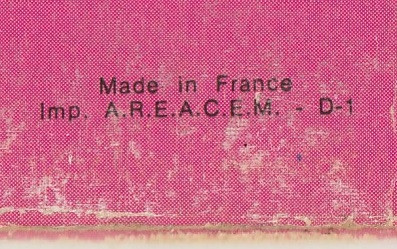 Made in France
Imp. A.R.E.A.C.E.M. - D-1